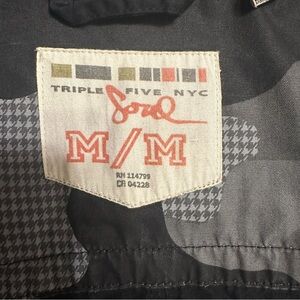 TRIPLE FIVE NYC
Soul
M/M
RN 114799
CA 04228